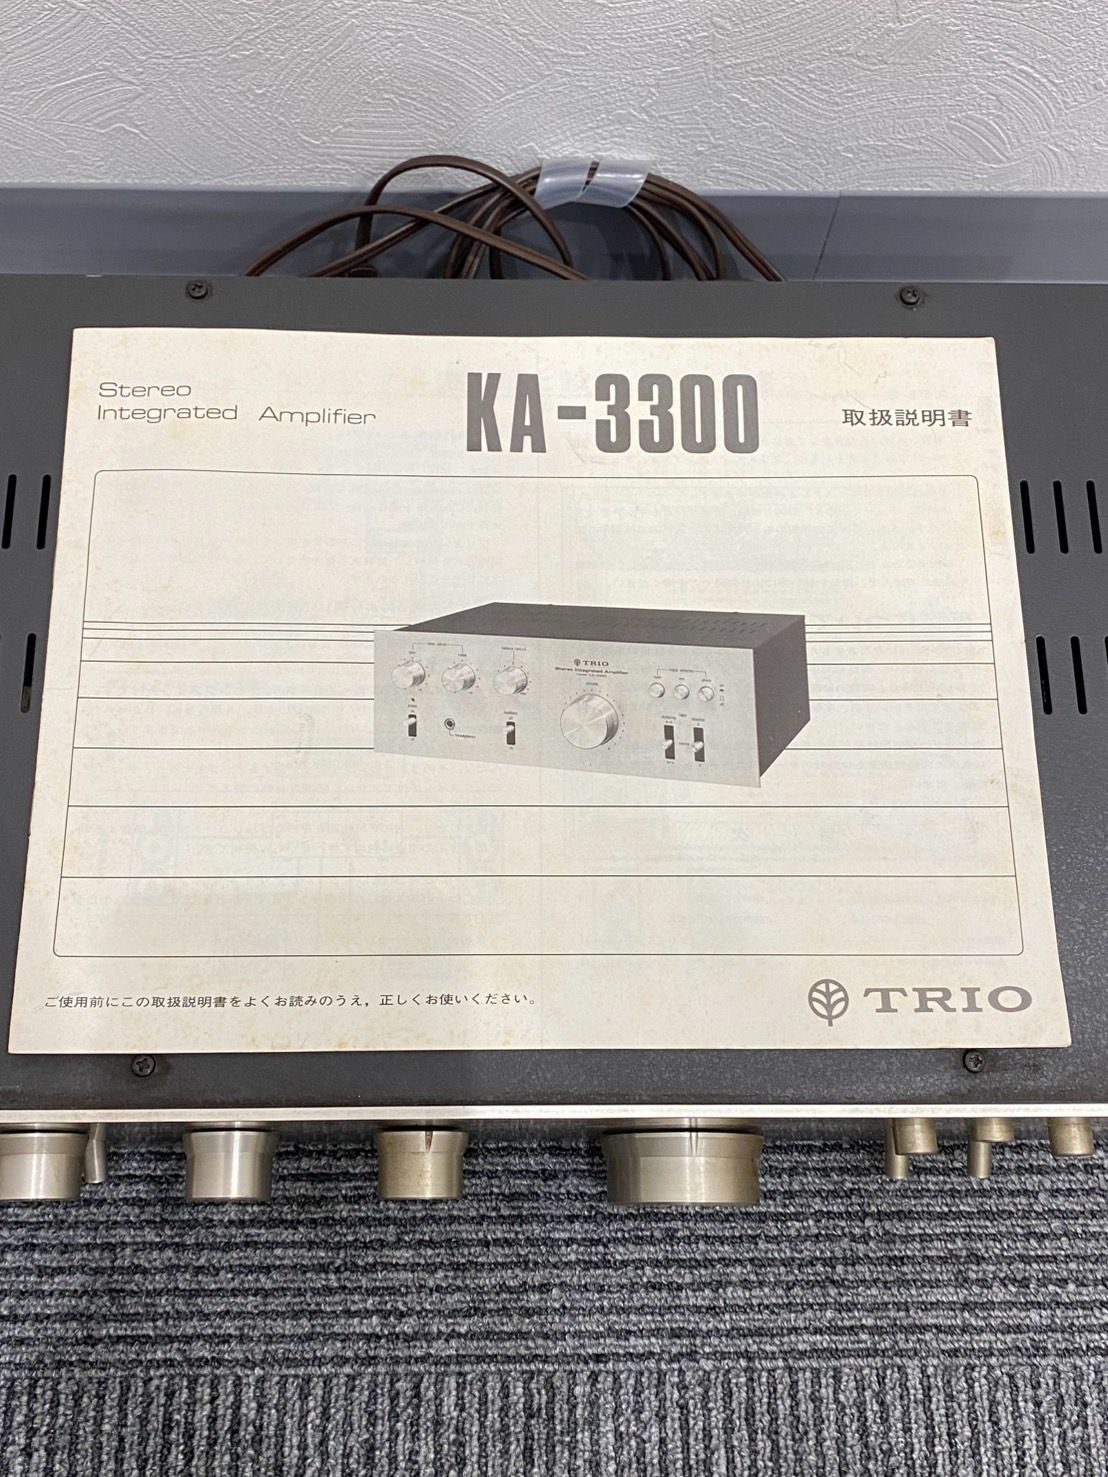 Stereo
Integrated Amplifier
KA-3300
取扱説明書
TRIO
Stereo Integrated Amplifier
headphones
ご使用前にこの取扱説明書をよくお読みのうえ，正しくお使いください。
TRIO